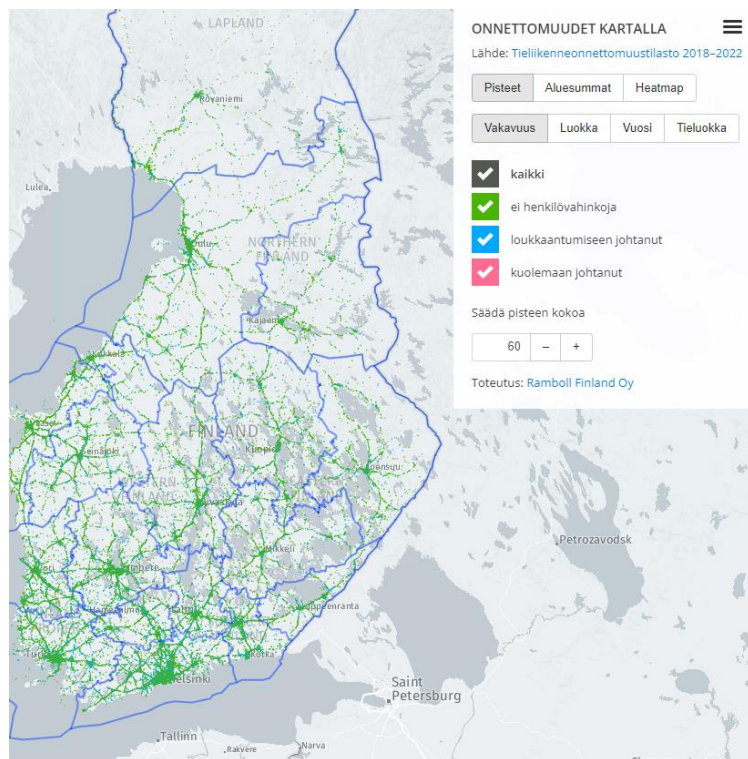 LAPLAND
Rovaniemi
Lulea
Oulu
NORTHERN
FINLAND
Kajaani
Kokkola
FINLAND
Seinäjoki
Kuopio
Joensuu
Mikkeli
Petrozavodsk
Lappeenranta
Lahti
Kotka
Helsinki
Saint
Petersburg
Tallinn
Rakvere
Narva
ONNETTOMUUDET KARTALLA
Lähde: Tieliikenneonnettomuustilasto 2018–2022
Pisteet Aluesummat Heatmap
Vakavuus Luokka Vuosi Tieluokka
kaikki
ei henkilövahinkoja
loukkaantumiseen johtanut
kuolemaan johtanut
Säädä pisteen kokoa
60 – +
Toteutus: Ramboll Finland Oy